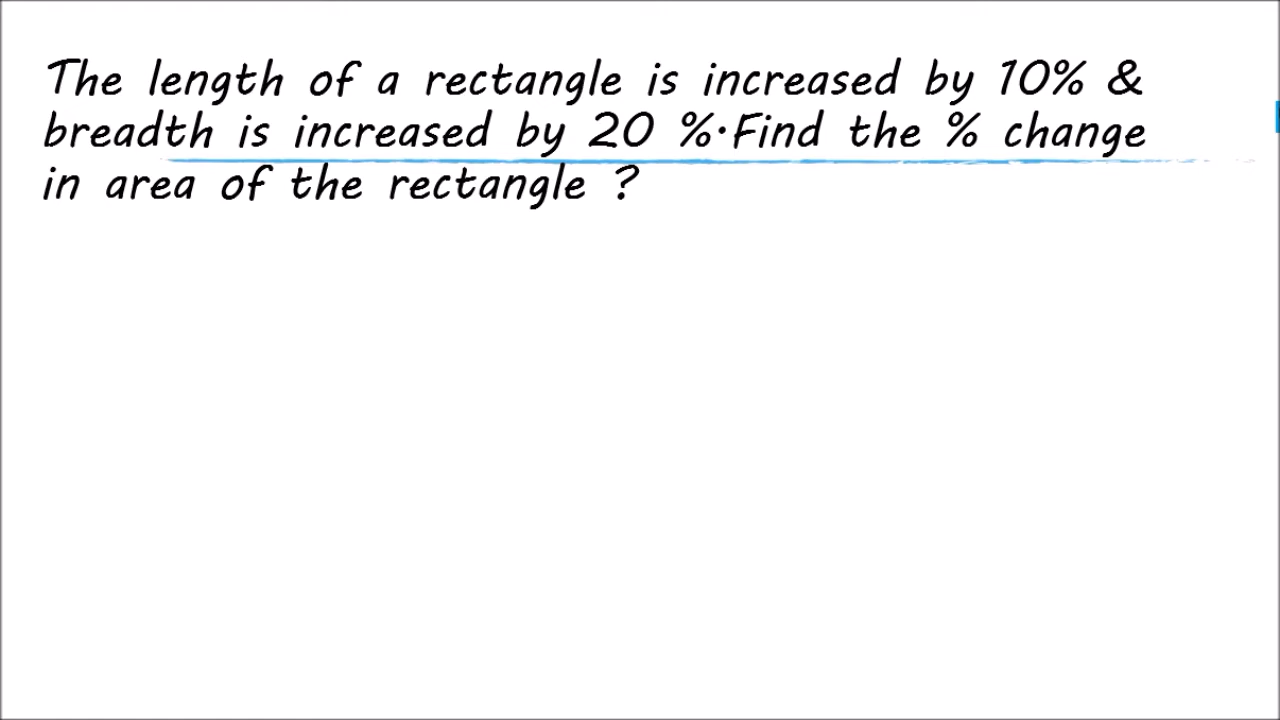 The length of a rectangle is increased by 10% &
breadth is increased by 20 %.Find the % change
in area of the rectangle ?